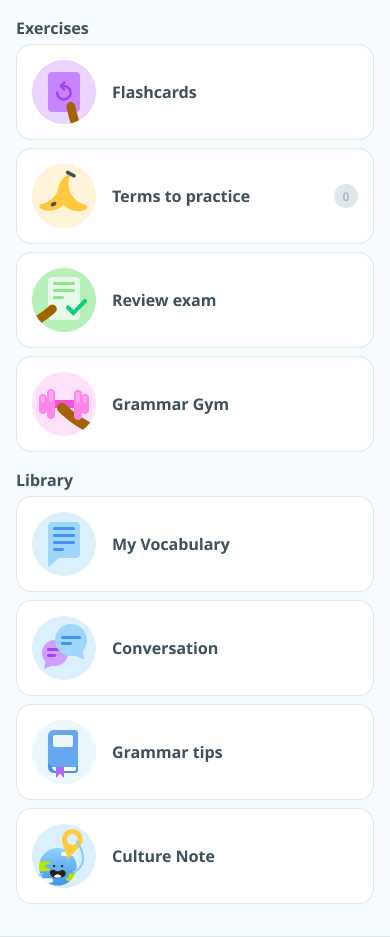 Exercises
Flashcards
Terms to practice
0
Review exam
Grammar Gym
Library
My Vocabulary
Conversation
Grammar tips
Culture Note